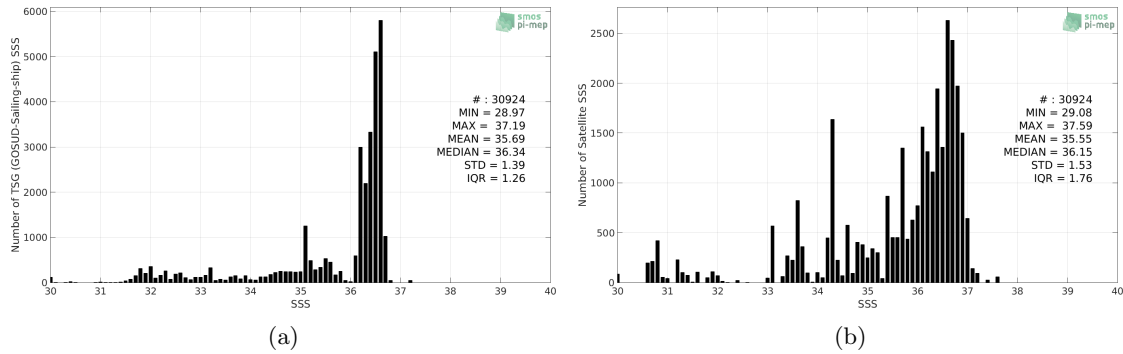 6000
5000
4000
3000
2000
1000
0
30 31 32 33 34 35 36 37 38 39 40
SSS
Number of TSG (GOSUD-Sailing-ship) SSS
smos
pi-mep
# : 30924
MIN = 28.97
MAX = 37.19
MEAN = 35.69
MEDIAN = 36.34
STD = 1.39
IQR = 1.26
(a)
2500
2000
1500
1000
500
0
30 31 32 33 34 35 36 37 38 39 40
SSS
Number of Satellite SSS
smos
pi-mep
# : 30924
MIN = 29.08
MAX = 37.59
MEAN = 35.55
MEDIAN = 36.15
STD = 1.53
IQR = 1.76
(b)